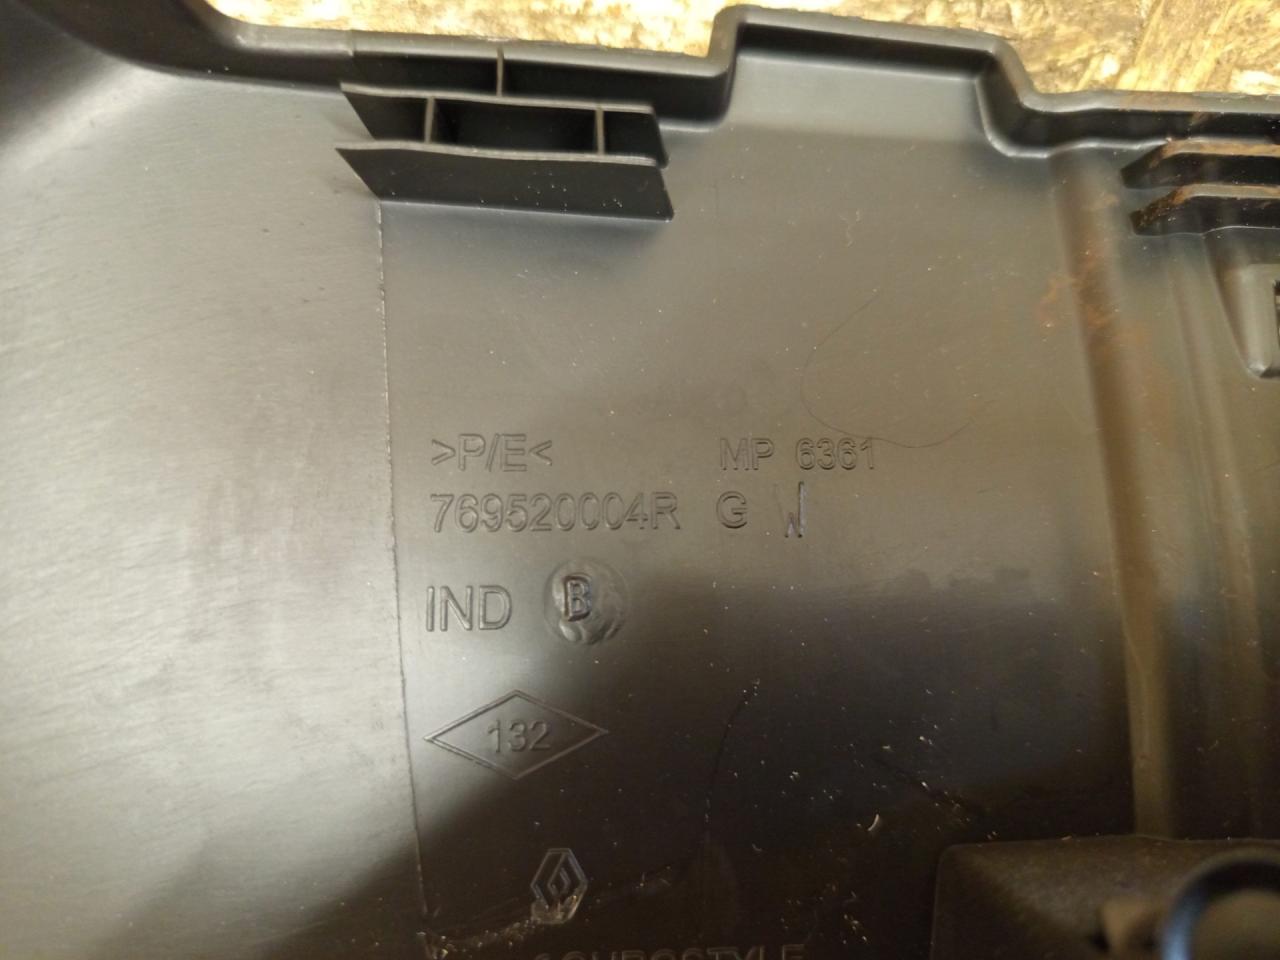 >P/E< MP 6361
769520004R G W
IND B
132